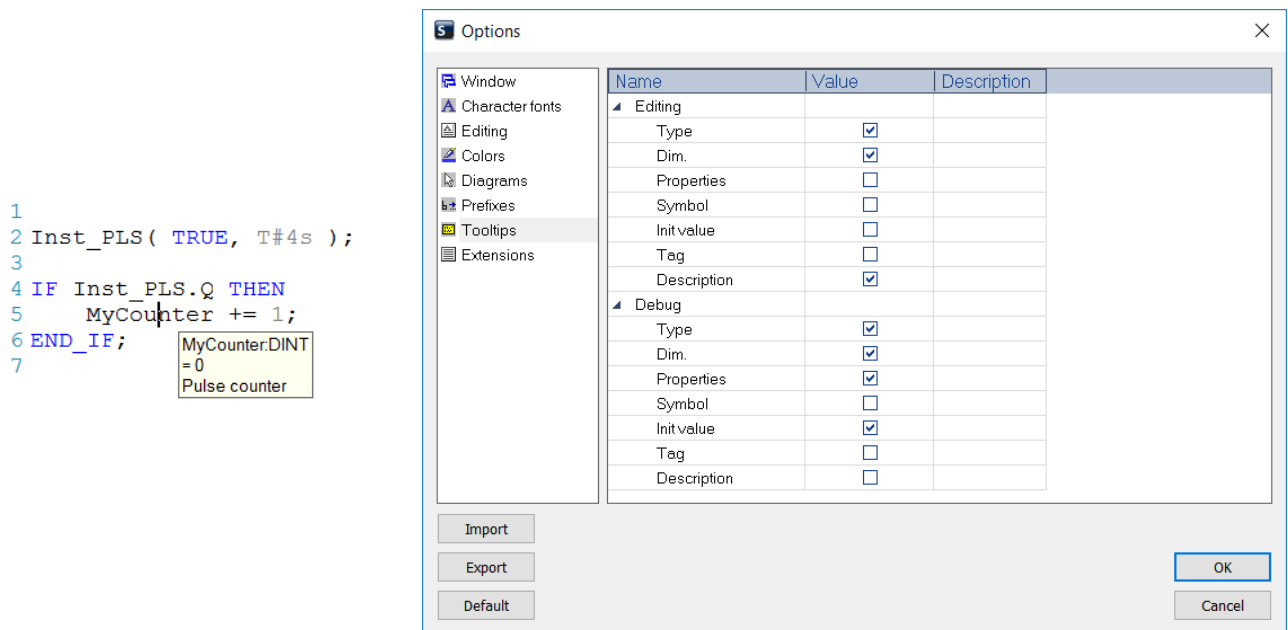 1
2 Inst_PLS( TRUE, T#4s );
3
4 IF Inst_PLS.Q THEN
5 MyCounter += 1;
6 END_IF;
7
MyCounter:DINT
= 0
Pulse counter
Options
Window
Character fonts
Editing
Colors
Diagrams
Prefixes
Tooltips
Extensions
Name Value Description
Editing
Type
Dim.
Properties
Symbol
Init value
Tag
Description
Debug
Type
Dim.
Properties
Symbol
Init value
Tag
Description
Import
Export
Default
OK
Cancel